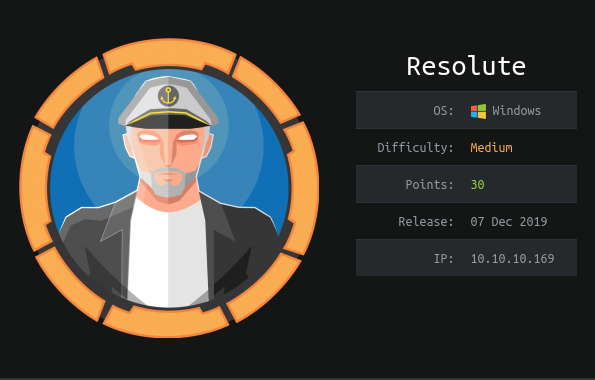 Resolute
OS: Windows
Difficulty: Medium
Points: 30
Release: 07 Dec 2019
IP: 10.10.10.169